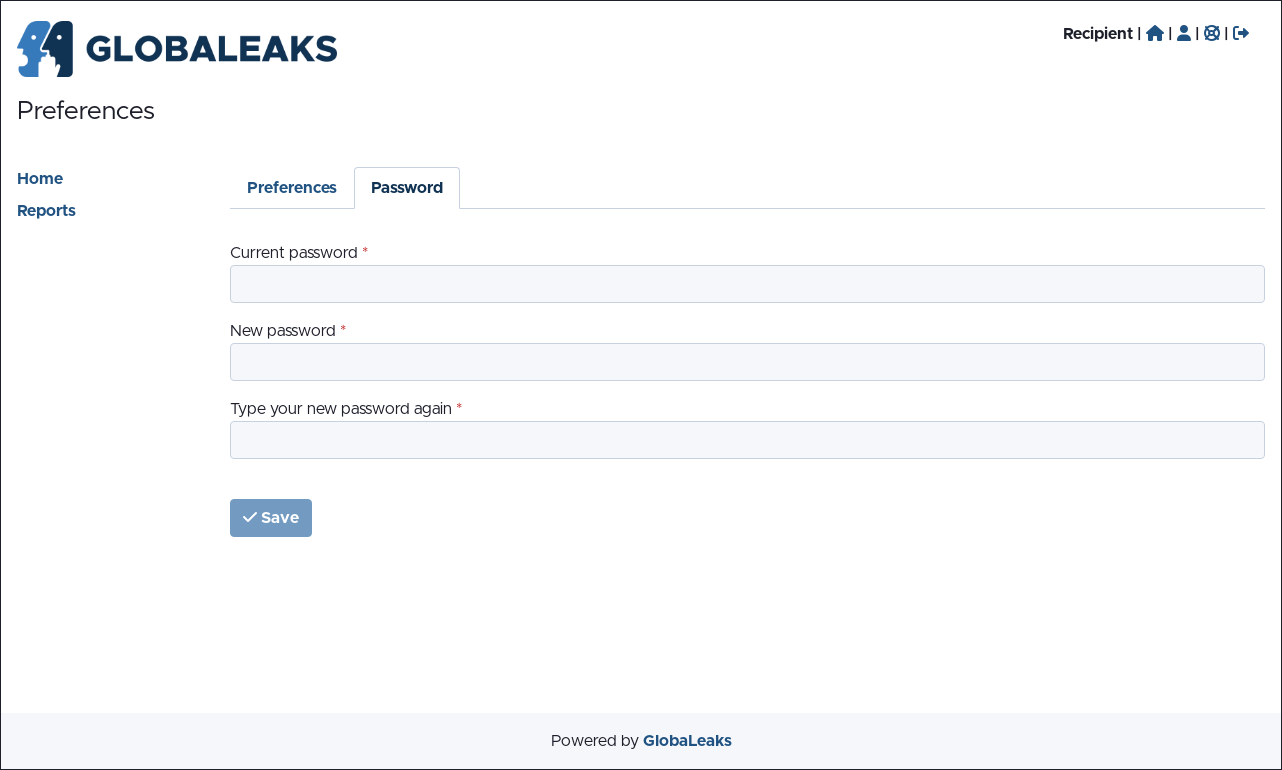 GLOBALEAKS
Recipient | | | |
Preferences
Home
Reports
Preferences
Password
Current password *
New password *
Type your new password again *
Save
Powered by GlobaLeaks